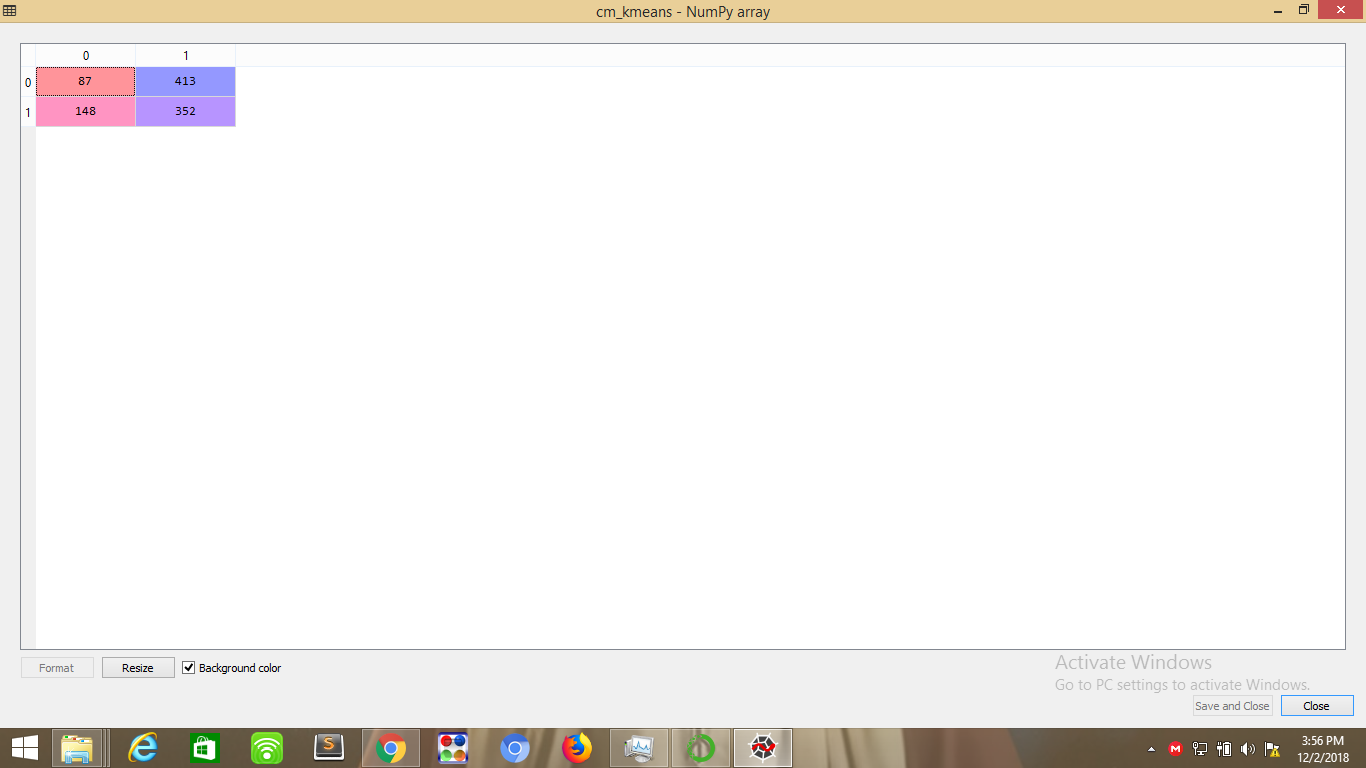 cm_kmeans - NumPy array
0 1
0 87 413
1 148 352
Format Resize Background color
Activate Windows
Go to PC settings to activate Windows.
Save and Close Close
S
M
3:56 PM
12/2/2018